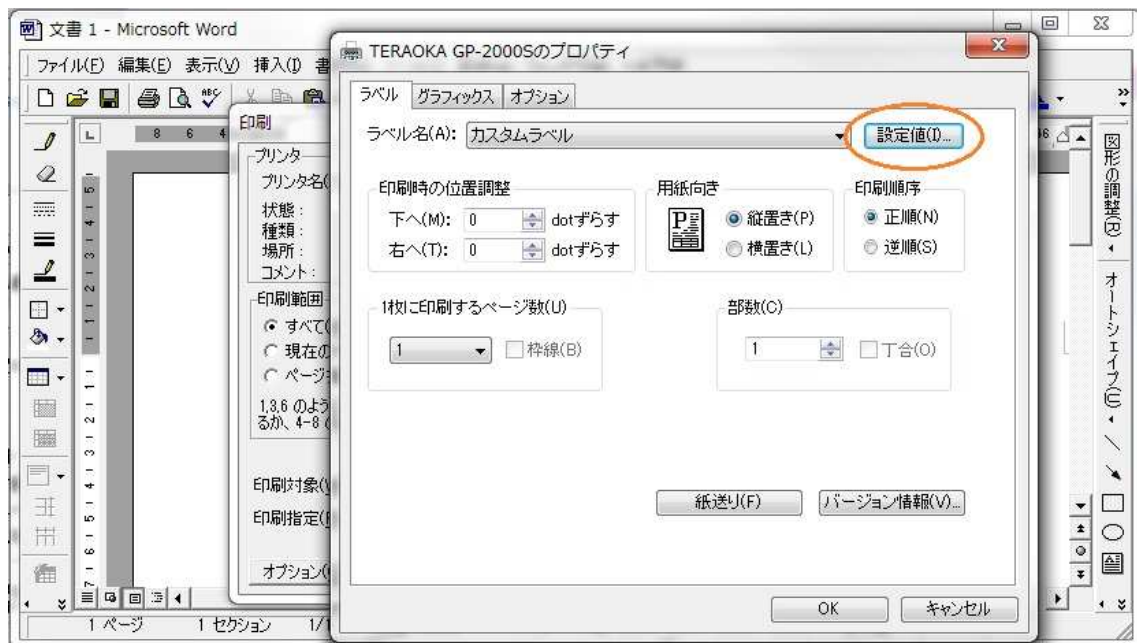 文書 1 - Microsoft Word
ファイル(F) 編集(E) 表示(V) 挿入(I) 書
印刷
プリンタ
プリンタ名(
状態:
種類:
場所:
コメント:
印刷範囲
すべて(
現在の
ページ
1,3,6 のよう
るか、4-8
印刷対象(
印刷指定(
オプション(
TERAOKA GP-2000Sのプロパティ
ラベル グラフィックス オプション
ラベル名(A): カスタムラベル 設定値(I)...
印刷時の位置調整
下へ(M): 0 dotずらす
右へ(T): 0 dotずらす
用紙向き
縦置き(P)
横置き(L)
印刷順序
正順(N)
逆順(S)
1枚に印刷するページ数(U)
1 枠線(B)
部数(C)
1 丁合(O)
紙送り(F) バージョン情報(V)...
OK キャンセル
図形の調整(R)
オートシェイプ(U)
1 ページ 1 セクション 1/1